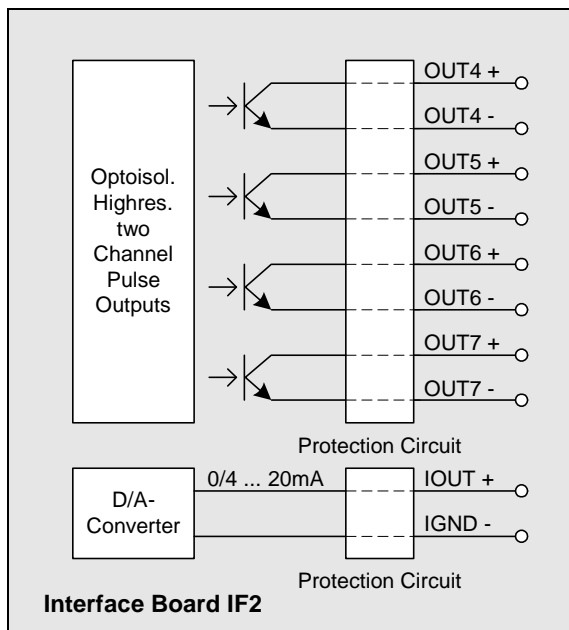 OUT4 +
OUT4 -
OUT5 +
OUT5 -
OUT6 +
OUT6 -
OUT7 +
OUT7 -
Optoisol.
Highres.
two
Channel
Pulse
Outputs
Protection Circuit
D/A-
Converter
0/4 ... 20mA
IOUT +
IGND -
Protection Circuit
Interface Board IF2